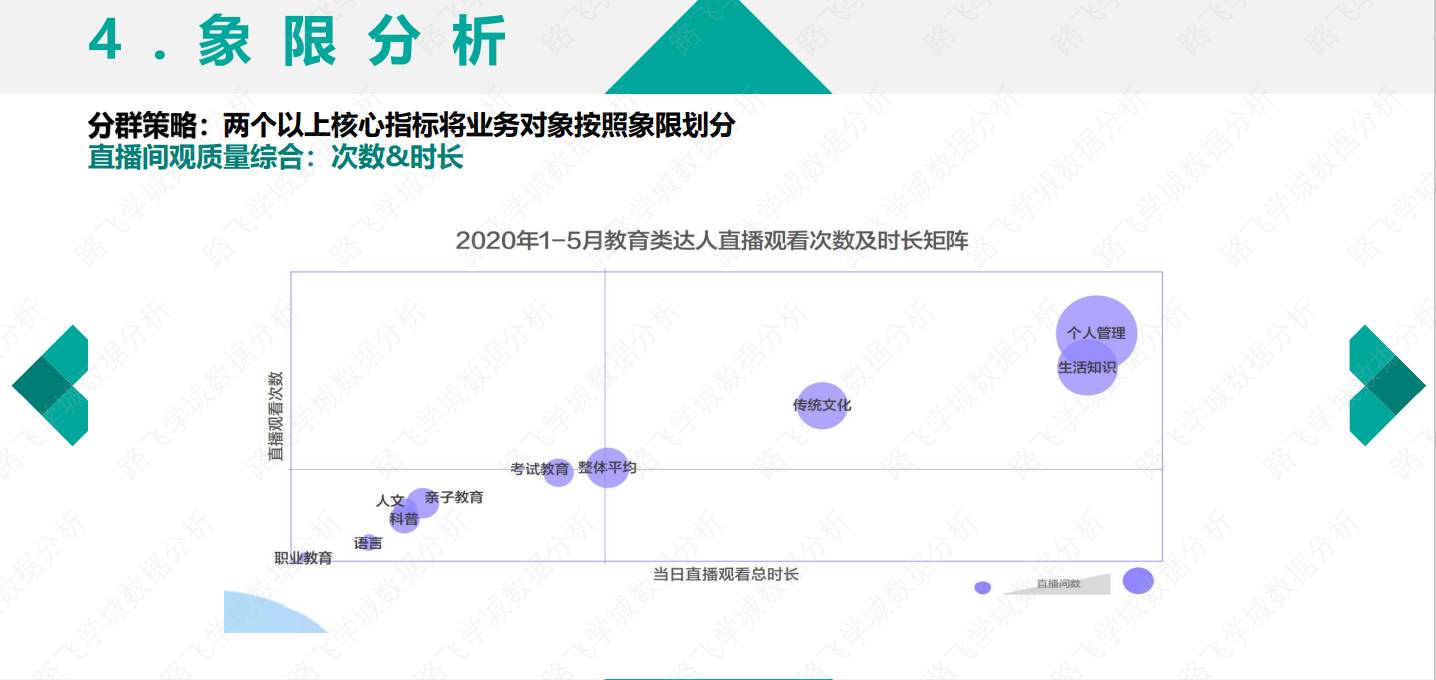 4.象限分析
分群策略：两个以上核心指标将业务对象按照象限划分
直播间观质量综合：次数&时长
2020年1-5月教育类达人直播观看次数及时长矩阵
个人管理
生活知识
传统文化
直播观看次数
考试教育
整体平均
人文
亲子教育
科普
语言
职业教育
当日直播观看总时长
直播间数
路飞学城数据分析